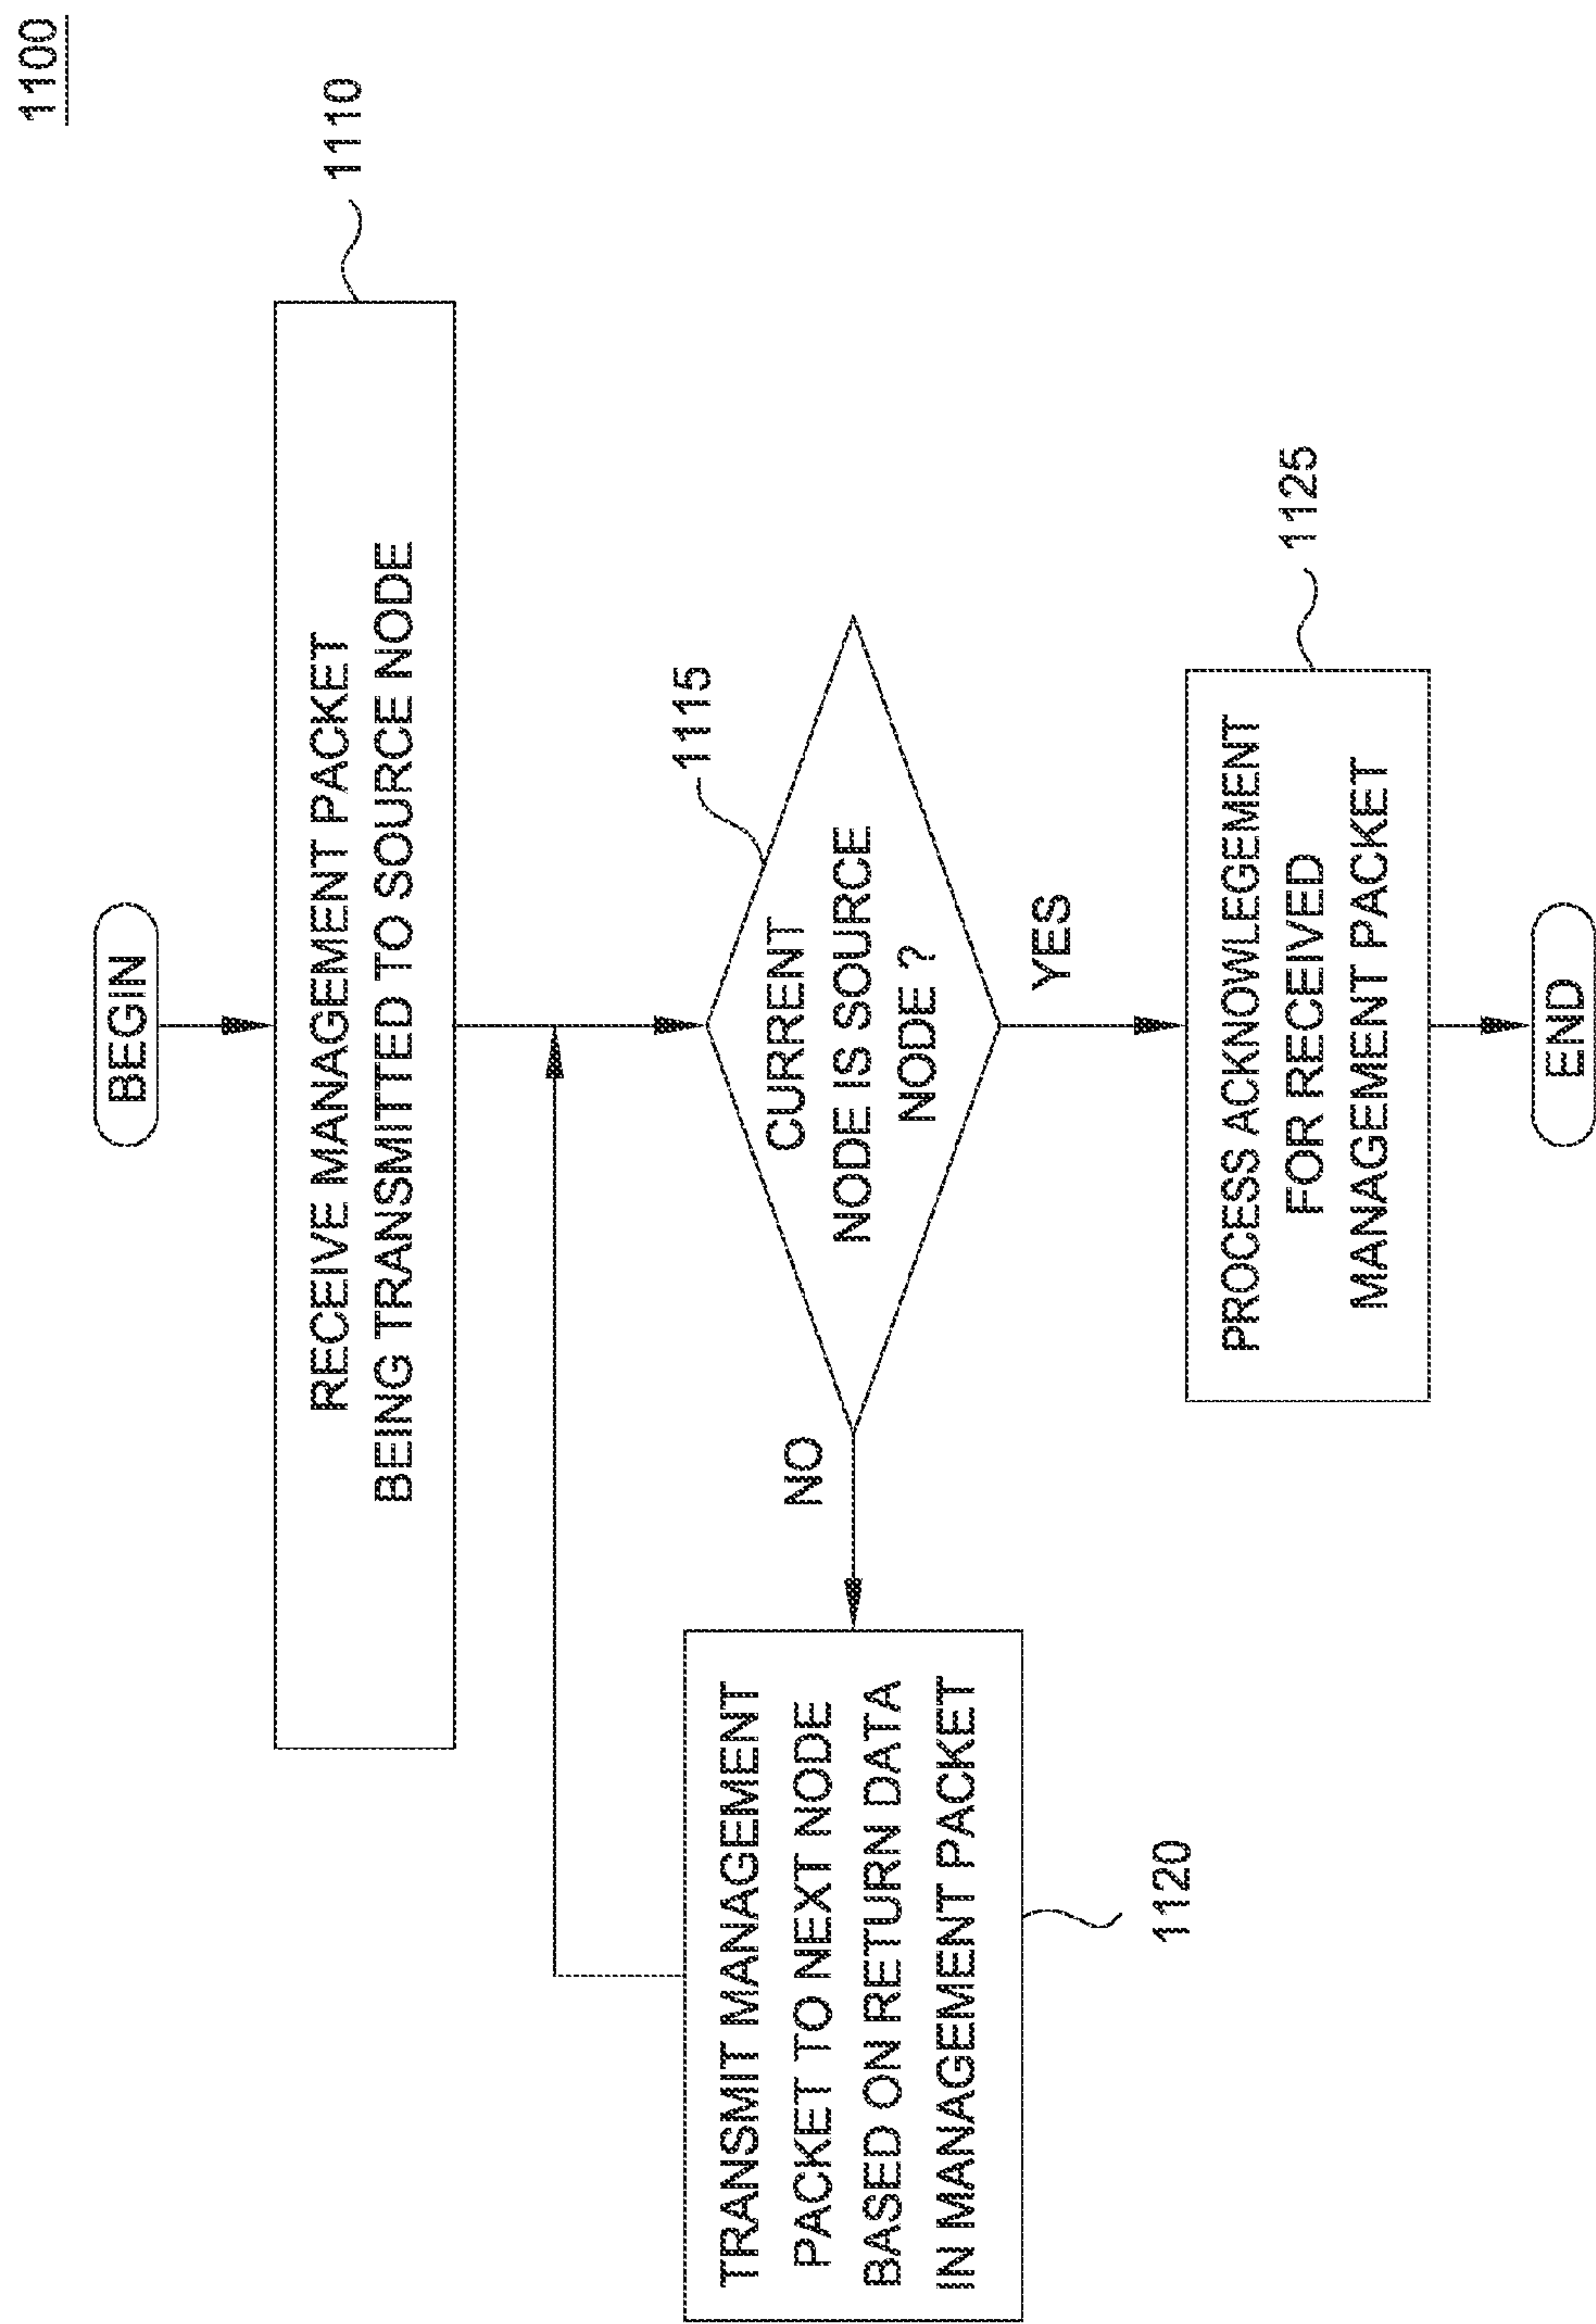 1100
BEGIN
RECEIVE MANAGEMENT PACKET
BEING TRANSMITTED TO SOURCE NODE
1110
CURRENT
NODE IS SOURCE
NODE ?
1115
NO
YES
TRANSMIT MANAGEMENT
PACKET TO NEXT NODE
BASED ON RETURN DATA
IN MANAGEMENT PACKET
1120
PROCESS ACKNOWLEGEMENT
FOR RECEIVED
MANAGEMENT PACKET
1125
END